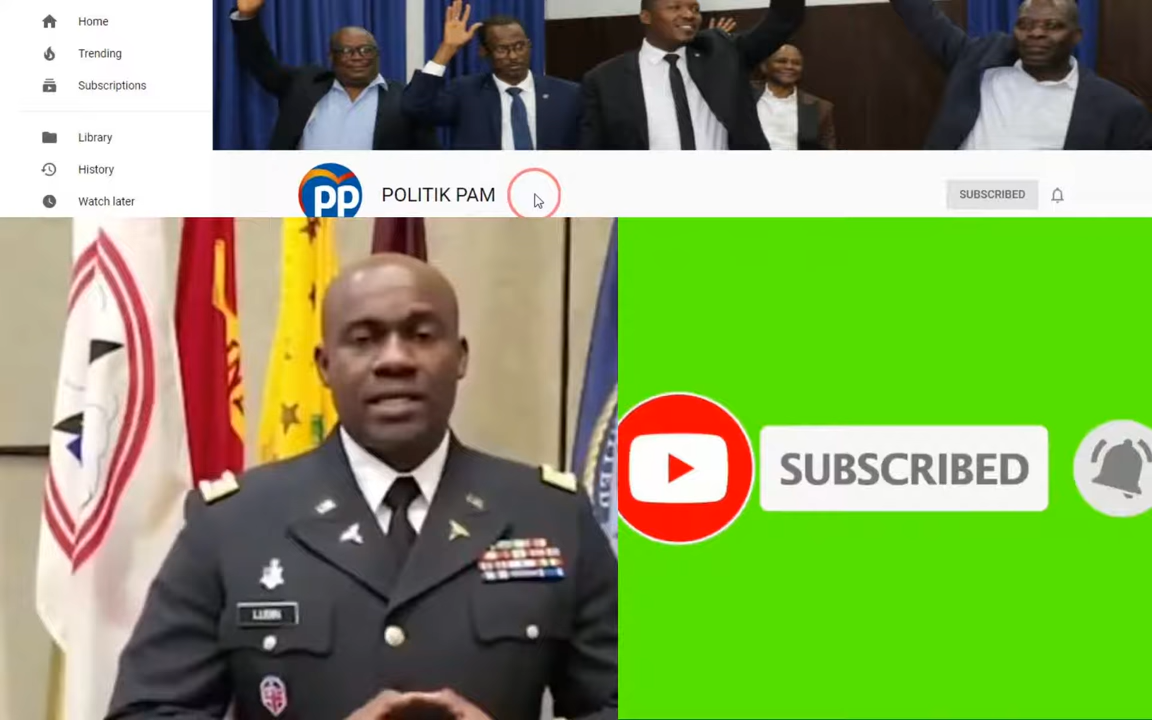 Home
Trending
Subscriptions
Library
History
Watch later
PP
POLITIK PAM
SUBSCRIBED
SUBSCRIBED